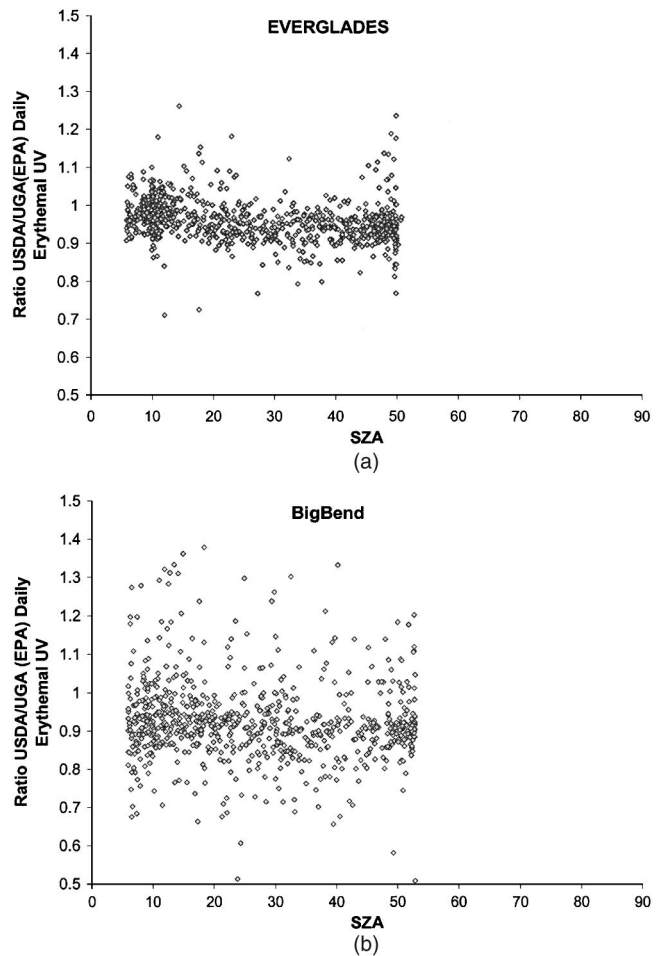 EVERGLADES
Ratio USDA/UGA(EPA) Daily
Erythemal UV
1.5
1.4
1.3
1.2
1.1
1
0.9
0.8
0.7
0.6
0.5
0 10 20 30 40 50 60 70 80 90
SZA
(a)
BigBend
Ratio USDA/UGA (EPA) Daily
Erythemal UV
1.5
1.4
1.3
1.2
1.1
1
0.9
0.8
0.7
0.6
0.5
0 10 20 30 40 50 60 70 80 90
SZA
(b)